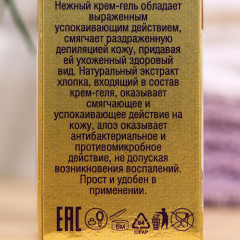 Нежный крем-гель обладает
выраженным
успокаивающим действием,
смягчает раздраженную
депиляцией кожу, придавая
ей ухоженный здоровый
вид. Натуральный экстракт
хлопка, входящий в состав
крем-геля, оказывает
смягчающее и
успокаивающее действие на
кожу, алоэ оказывает
антибактериальное и
противомикробное
действие, не допуская
возникновения воспалений.
Прост и удобен в
применении.
EAC
6M
C/PAP